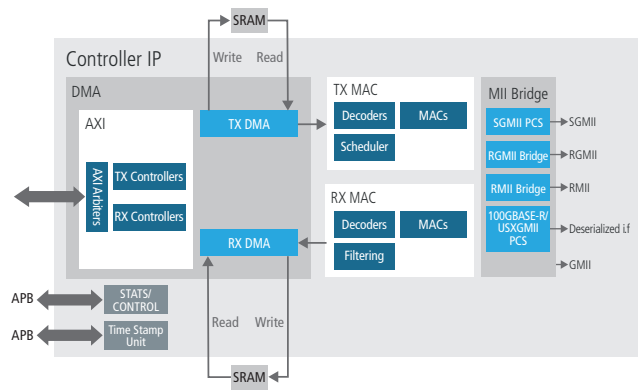 SRAM
Write Read
Controller IP
DMA
AXI
AXI Arbiters
TX Controllers
RX Controllers
TX DMA
RX DMA
TX MAC
Decoders
MACs
Scheduler
RX MAC
Decoders
MACs
Filtering
MII Bridge
SGMII PCS
SGMII
RGMII Bridge
RGMII
RMII Bridge
RMII
100GBASE-R/
USXGMII
PCS
Deserialized i.f
GMII
APB
STATS/
CONTROL
APB
Time Stamp
Unit
Read Write
SRAM